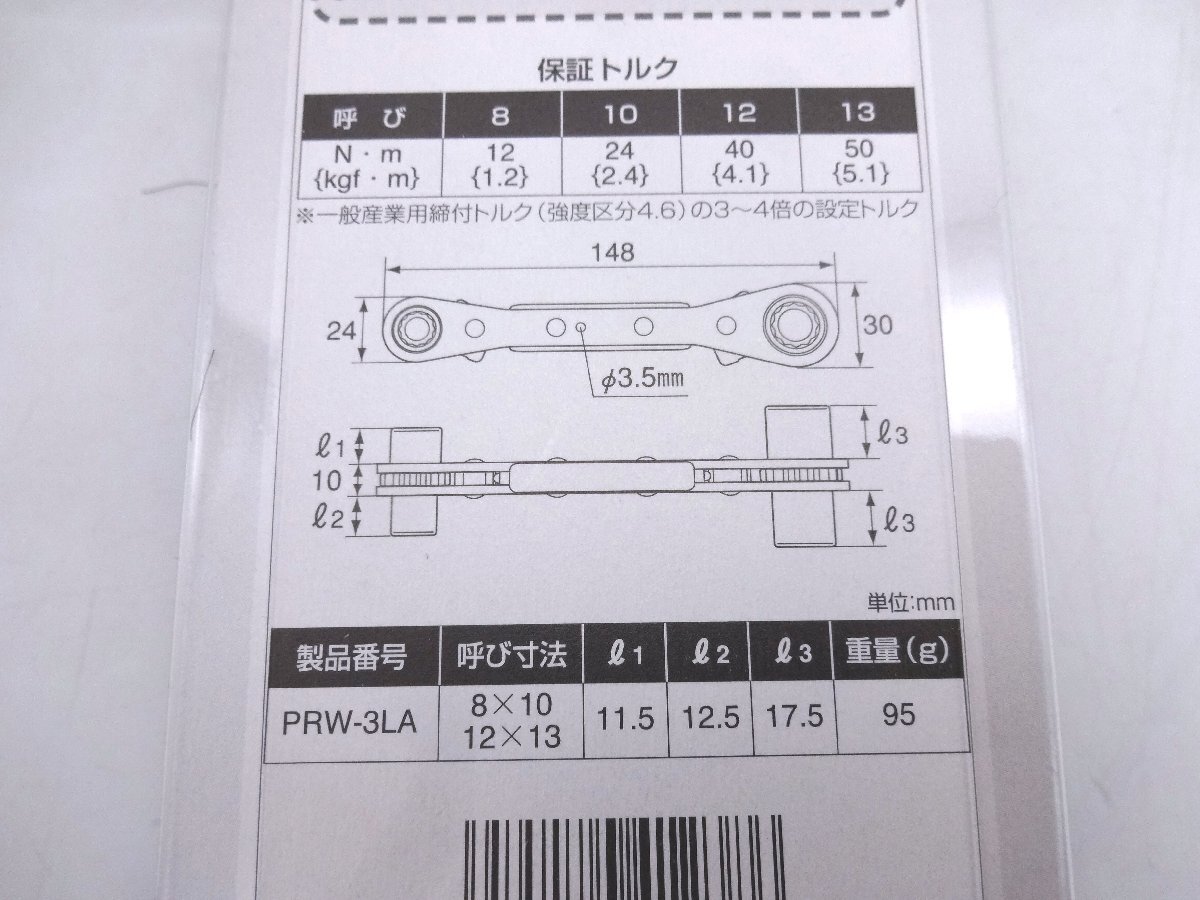 保証トルク
呼び 8 10 12 13
N・m 12 24 40 50
{kgf・m} {1.2} {2.4} {4.1} {5.1}
※一般産業用締付トルク(強度区分4.6)の3〜4倍の設定トルク
148
24
30
φ3.5㎜
ℓ1
ℓ3
10
ℓ2
ℓ3
単位:mm
製品番号 呼び寸法 ℓ1 ℓ2 ℓ3 重量(g)
PRW-3LA 8×10 11.5 12.5 17.5 95
12×13